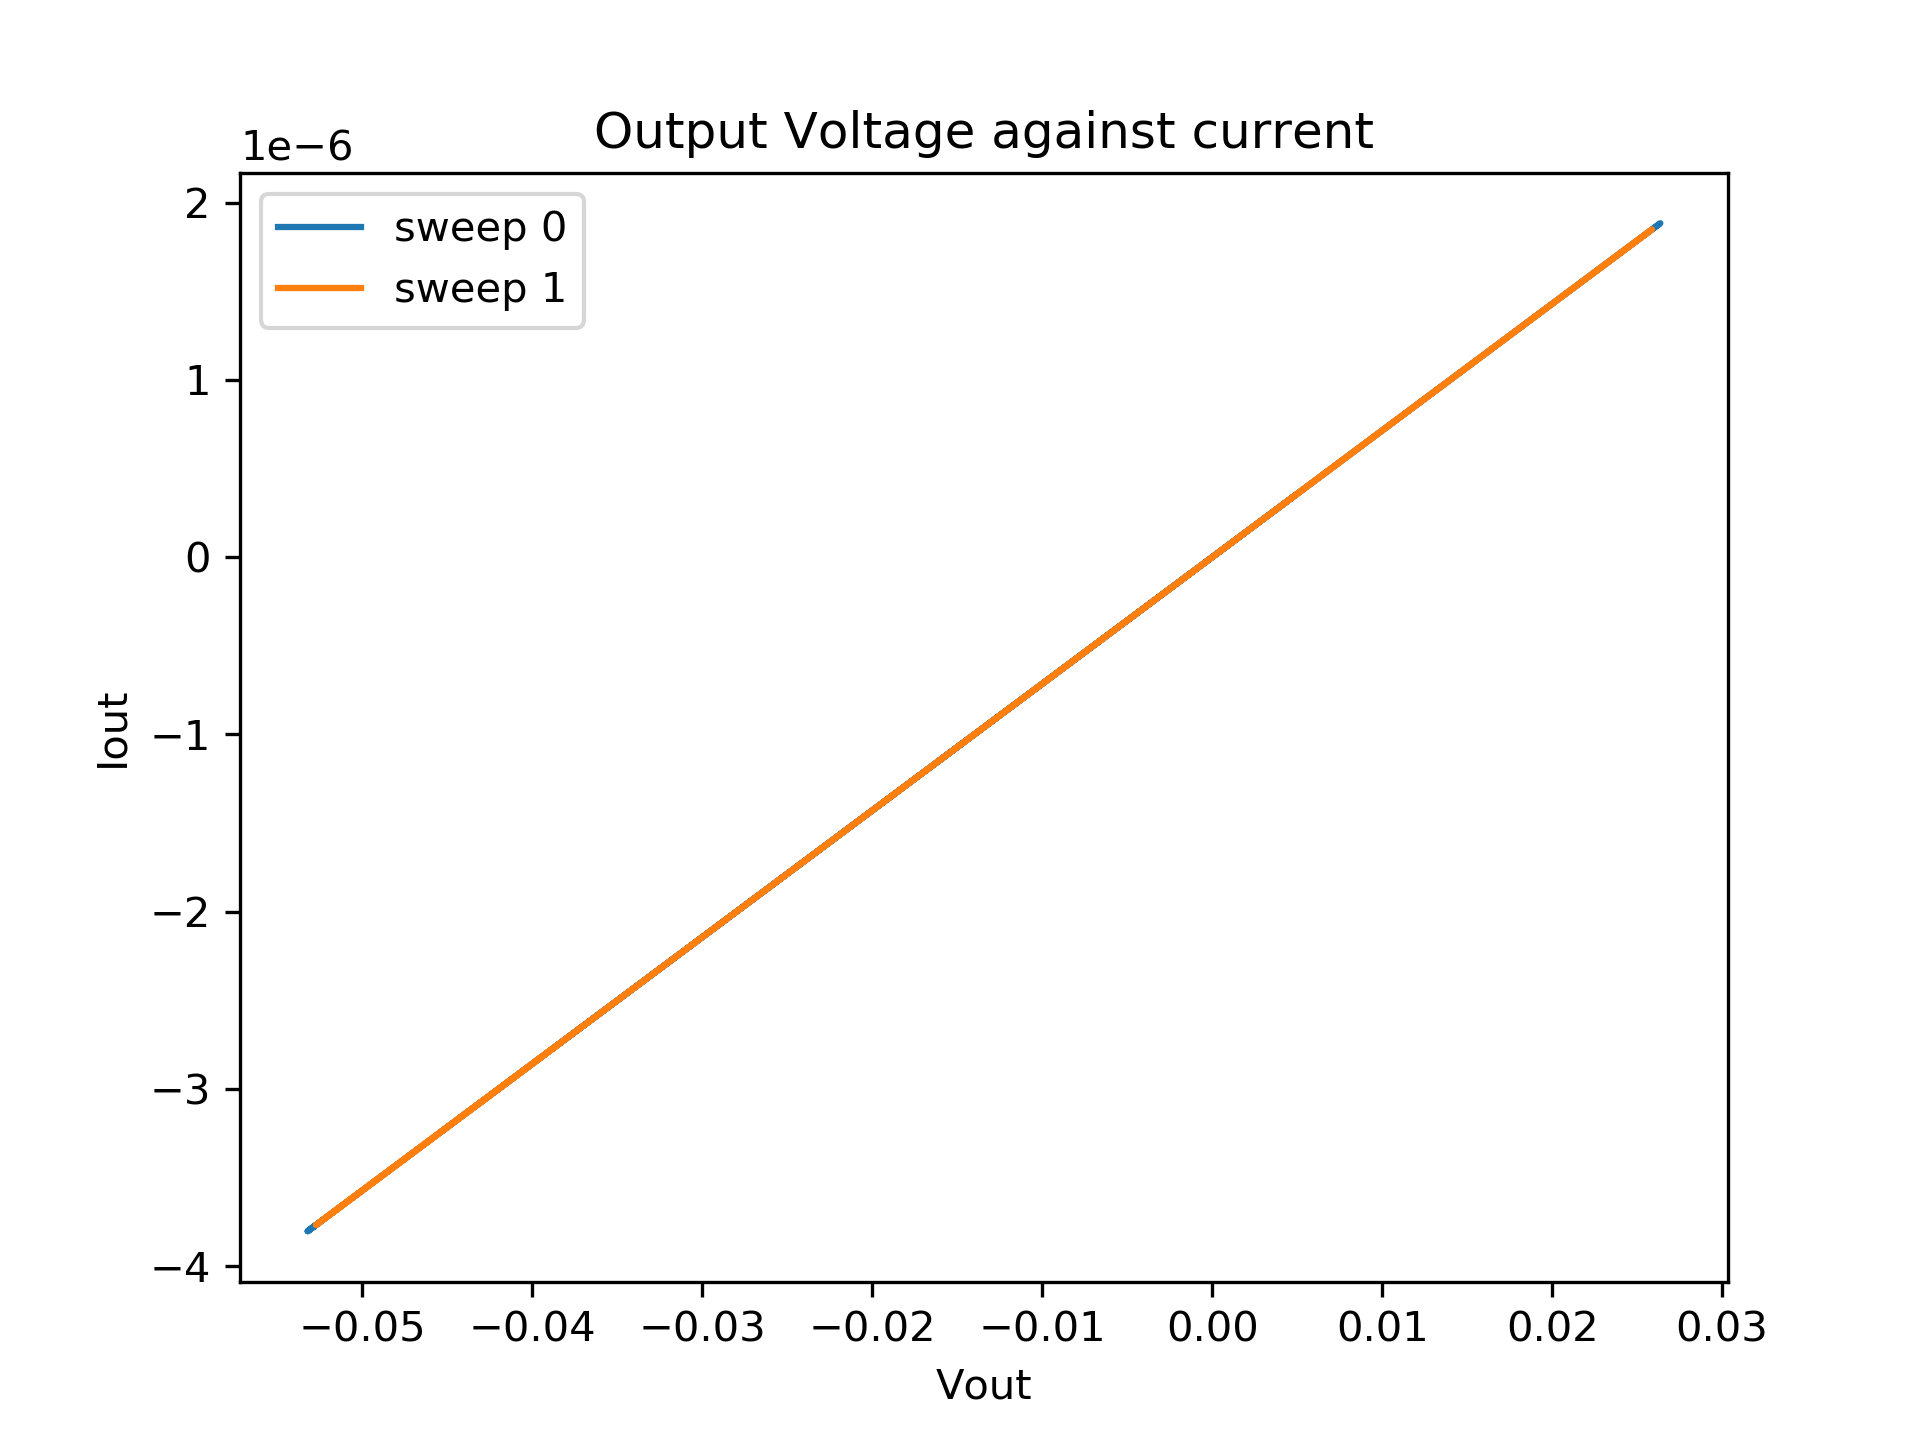 Output Voltage against current
1e−6
sweep 0
sweep 1
2
1
0
−1
−2
−3
−4
Iout
−0.05 −0.04 −0.03 −0.02 −0.01 0.00 0.01 0.02 0.03
Vout